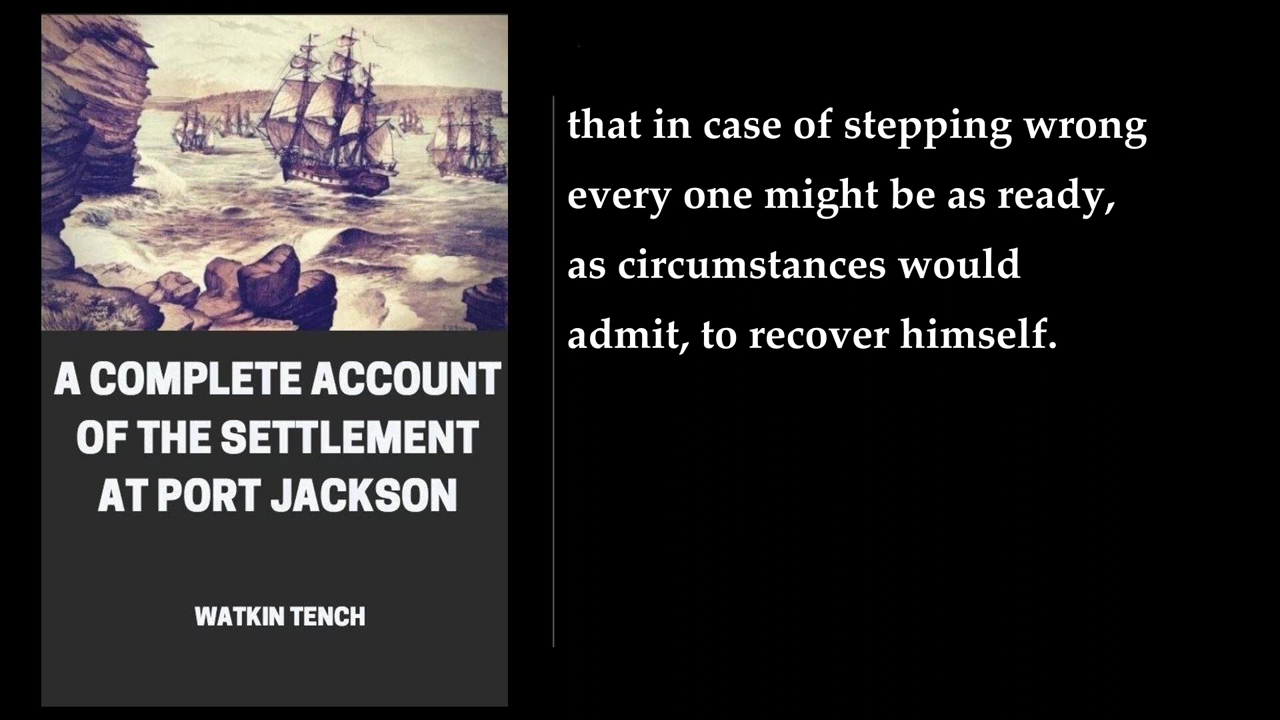 A COMPLETE ACCOUNT
OF THE SETTLEMENT
AT PORT JACKSON
WATKIN TENCH
that in case of stepping wrong
every one might be as ready,
as circumstances would
admit, to recover himself.